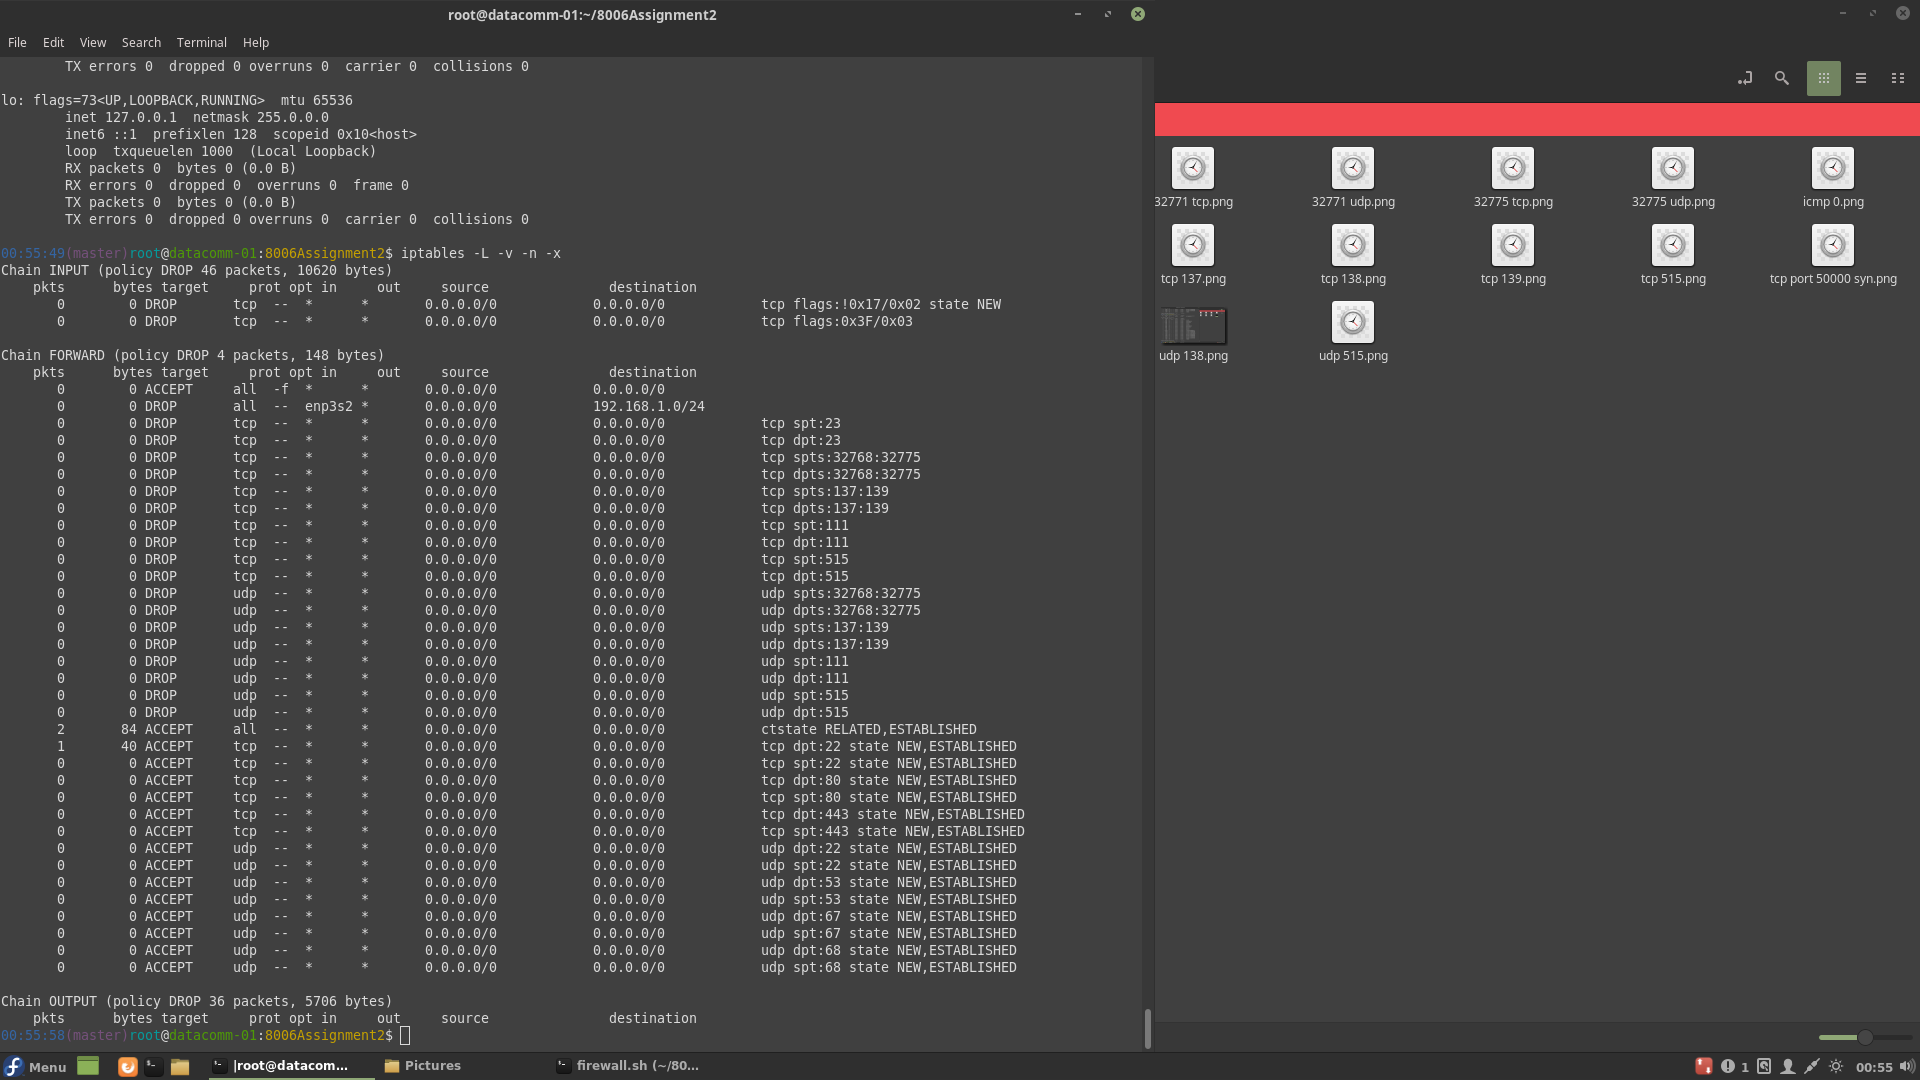 root@datacomm-01:~/8006Assignment2
File Edit View Search Terminal Help
TX errors 0  dropped 0 overruns 0  carrier 0  collisions 0
lo: flags=73<UP,LOOPBACK,RUNNING>  mtu 65536
inet 127.0.0.1  netmask 255.0.0.0
inet6 ::1  prefixlen 128  scopeid 0x10<host>
loop  txqueuelen 1000  (Local Loopback)
RX packets 0  bytes 0 (0.0 B)
RX errors 0  dropped 0  overruns 0  frame 0
TX packets 0  bytes 0 (0.0 B)
TX errors 0  dropped 0 overruns 0  carrier 0  collisions 0
00:55:49(master)root@datacomm-01:8006Assignment2$ iptables -L -v -n -x
Chain INPUT (policy DROP 46 packets, 10620 bytes)
pkts bytes target prot opt in out source destination
0 0 DROP tcp -- * * 0.0.0.0/0 0.0.0.0/0 tcp flags:!0x17/0x02 state NEW
0 0 DROP tcp -- * * 0.0.0.0/0 0.0.0.0/0 tcp flags:0x3F/0x03
Chain FORWARD (policy DROP 4 packets, 148 bytes)
pkts bytes target prot opt in out source destination
0 0 ACCEPT all -f * * 0.0.0.0/0 0.0.0.0/0
0 0 DROP all -- enp3s2 * 0.0.0.0/0 192.168.1.0/24
0 0 DROP tcp -- * * 0.0.0.0/0 0.0.0.0/0 tcp spt:23
0 0 DROP tcp -- * * 0.0.0.0/0 0.0.0.0/0 tcp dpt:23
0 0 DROP tcp -- * * 0.0.0.0/0 0.0.0.0/0 tcp spts:32768:32775
0 0 DROP tcp -- * * 0.0.0.0/0 0.0.0.0/0 tcp dpts:32768:32775
0 0 DROP tcp -- * * 0.0.0.0/0 0.0.0.0/0 tcp spts:137:139
0 0 DROP tcp -- * * 0.0.0.0/0 0.0.0.0/0 tcp dpts:137:139
0 0 DROP tcp -- * * 0.0.0.0/0 0.0.0.0/0 tcp spt:111
0 0 DROP tcp -- * * 0.0.0.0/0 0.0.0.0/0 tcp dpt:111
0 0 DROP tcp -- * * 0.0.0.0/0 0.0.0.0/0 tcp spt:515
0 0 DROP tcp -- * * 0.0.0.0/0 0.0.0.0/0 tcp dpt:515
0 0 DROP udp -- * * 0.0.0.0/0 0.0.0.0/0 udp spts:32768:32775
0 0 DROP udp -- * * 0.0.0.0/0 0.0.0.0/0 udp dpts:32768:32775
0 0 DROP udp -- * * 0.0.0.0/0 0.0.0.0/0 udp spts:137:139
0 0 DROP udp -- * * 0.0.0.0/0 0.0.0.0/0 udp dpts:137:139
0 0 DROP udp -- * * 0.0.0.0/0 0.0.0.0/0 udp spt:111
0 0 DROP udp -- * * 0.0.0.0/0 0.0.0.0/0 udp dpt:111
0 0 DROP udp -- * * 0.0.0.0/0 0.0.0.0/0 udp spt:515
0 0 DROP udp -- * * 0.0.0.0/0 0.0.0.0/0 udp dpt:515
2 84 ACCEPT all -- * * 0.0.0.0/0 0.0.0.0/0 ctstate RELATED,ESTABLISHED
1 40 ACCEPT tcp -- * * 0.0.0.0/0 0.0.0.0/0 tcp dpt:22 state NEW,ESTABLISHED
0 0 ACCEPT tcp -- * * 0.0.0.0/0 0.0.0.0/0 tcp spt:22 state NEW,ESTABLISHED
0 0 ACCEPT tcp -- * * 0.0.0.0/0 0.0.0.0/0 tcp dpt:80 state NEW,ESTABLISHED
0 0 ACCEPT tcp -- * * 0.0.0.0/0 0.0.0.0/0 tcp spt:80 state NEW,ESTABLISHED
0 0 ACCEPT tcp -- * * 0.0.0.0/0 0.0.0.0/0 tcp dpt:443 state NEW,ESTABLISHED
0 0 ACCEPT tcp -- * * 0.0.0.0/0 0.0.0.0/0 tcp spt:443 state NEW,ESTABLISHED
0 0 ACCEPT udp -- * * 0.0.0.0/0 0.0.0.0/0 udp dpt:22 state NEW,ESTABLISHED
0 0 ACCEPT udp -- * * 0.0.0.0/0 0.0.0.0/0 udp spt:22 state NEW,ESTABLISHED
0 0 ACCEPT udp -- * * 0.0.0.0/0 0.0.0.0/0 udp dpt:53 state NEW,ESTABLISHED
0 0 ACCEPT udp -- * * 0.0.0.0/0 0.0.0.0/0 udp spt:53 state NEW,ESTABLISHED
0 0 ACCEPT udp -- * * 0.0.0.0/0 0.0.0.0/0 udp dpt:67 state NEW,ESTABLISHED
0 0 ACCEPT udp -- * * 0.0.0.0/0 0.0.0.0/0 udp spt:67 state NEW,ESTABLISHED
0 0 ACCEPT udp -- * * 0.0.0.0/0 0.0.0.0/0 udp dpt:68 state NEW,ESTABLISHED
0 0 ACCEPT udp -- * * 0.0.0.0/0 0.0.0.0/0 udp spt:68 state NEW,ESTABLISHED
Chain OUTPUT (policy DROP 36 packets, 5706 bytes)
pkts bytes target prot opt in out source destination
00:55:58(master)root@datacomm-01:8006Assignment2$
32771 tcp.png 32771 udp.png 32775 tcp.png 32775 udp.png icmp 0.png
tcp 137.png tcp 138.png tcp 139.png tcp 515.png tcp port 50000 syn.png
udp 138.png udp 515.png
Menu |root@datacom... Pictures firewall.sh (~/80... 1 00:55